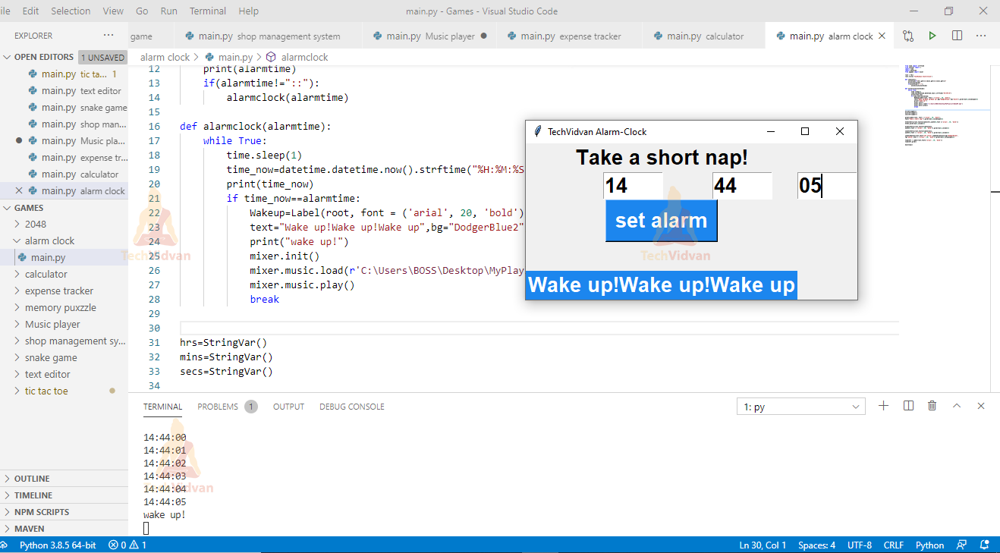 ile Edit Selection View Go Run Terminal Help main.py - Games - Visual Studio Code
EXPLORER ···
game main.py shop management system main.py Music player main.py expense tracker main.py calculator main.py alarm clock
OPEN EDITORS 1 UNSAVED
main.py tic ta... 1
main.py text editor
main.py snake game
main.py shop man...
main.py Music pla...
main.py expense tr...
main.py calculator
main.py alarm clock
GAMES
2048
alarm clock
main.py
calculator
expense tracker
memory puxzzle
Music player
shop management sy...
snake game
text editor
tic tac toe
OUTLINE
TIMELINE
NPM SCRIPTS
MAVEN
alarm clock > main.py > alarmclock
12 print(alarmtime)
13 if(alarmtime!="::"):
14 alarmclock(alarmtime)
15
16 def alarmclock(alarmtime):
17 while True:
18 time.sleep(1)
19 time_now=datetime.datetime.now().strftime("%H:%M:%S
20 print(time_now)
21 if time_now==alarmtime:
22 Wakeup=Label(root, font = ('arial', 20, 'bold')
23 text="Wake up!Wake up!Wake up",bg="DodgerBlue2"
24 print("wake up!")
25 mixer.init()
26 mixer.music.load(r'C:\Users\BOSS\Desktop\MyPlay
27 mixer.music.play()
28 break
29
30
31 hrs=StringVar()
32 mins=StringVar()
33 secs=StringVar()
34
TechVidvan Alarm-Clock
Take a short nap!
14 44 05
set alarm
Wake up!Wake up!Wake up
TechVidvan
TechVidvan
TERMINAL PROBLEMS 1 OUTPUT DEBUG CONSOLE 1: py
14:44:00
14:44:01
14:44:02
14:44:03
14:44:04
14:44:05
wake up!
TechVidvan
Python 3.8.5 64-bit 0 1 Ln 30, Col 1 Spaces: 4 UTF-8 CRLF Python